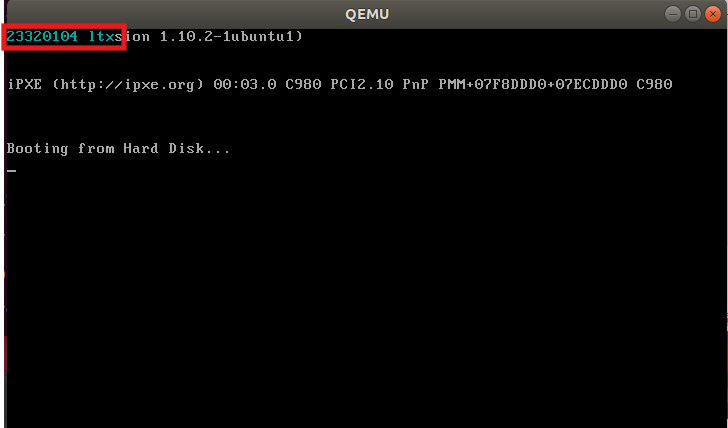 QEMU
23320104 ltxsion 1.10.2-1ubuntu1)
iPXE (http://ipxe.org) 00:03.0 C980 PCI2.10 PnP PMM+07F8DDD0+07ECDDD0 C980
Booting from Hard Disk...